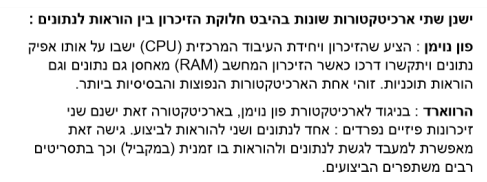 ישנן שתי ארכיטקטורות שונות בהיבט חלוקת הזיכרון בין הוראות לנתונים :
פון נוימן : הציע שהזיכרון ויחידת העיבוד המרכזית (CPU) ישבו על אותו אפיק
נתונים ויתקשרו דרכו כאשר הזיכרון המחשב (RAM) מאחסן גם נתונים וגם
הוראות תוכניות. זוהי אחת הארכיטקטורות הנפוצות והבסיסיות ביותר.
הרווארד : בניגוד לארכיטקטורת פון נוימן, בארכיטקטורה זאת ישנם שני
זיכרונות פיזיים נפרדים : אחד לנתונים ושני להוראות לביצוע. גישה זאת
מאפשרת למעבד לגשת לנתונים ולהוראות בו זמנית (במקביל) וכך בתסריטים
רבים משתפרים הביצועים.